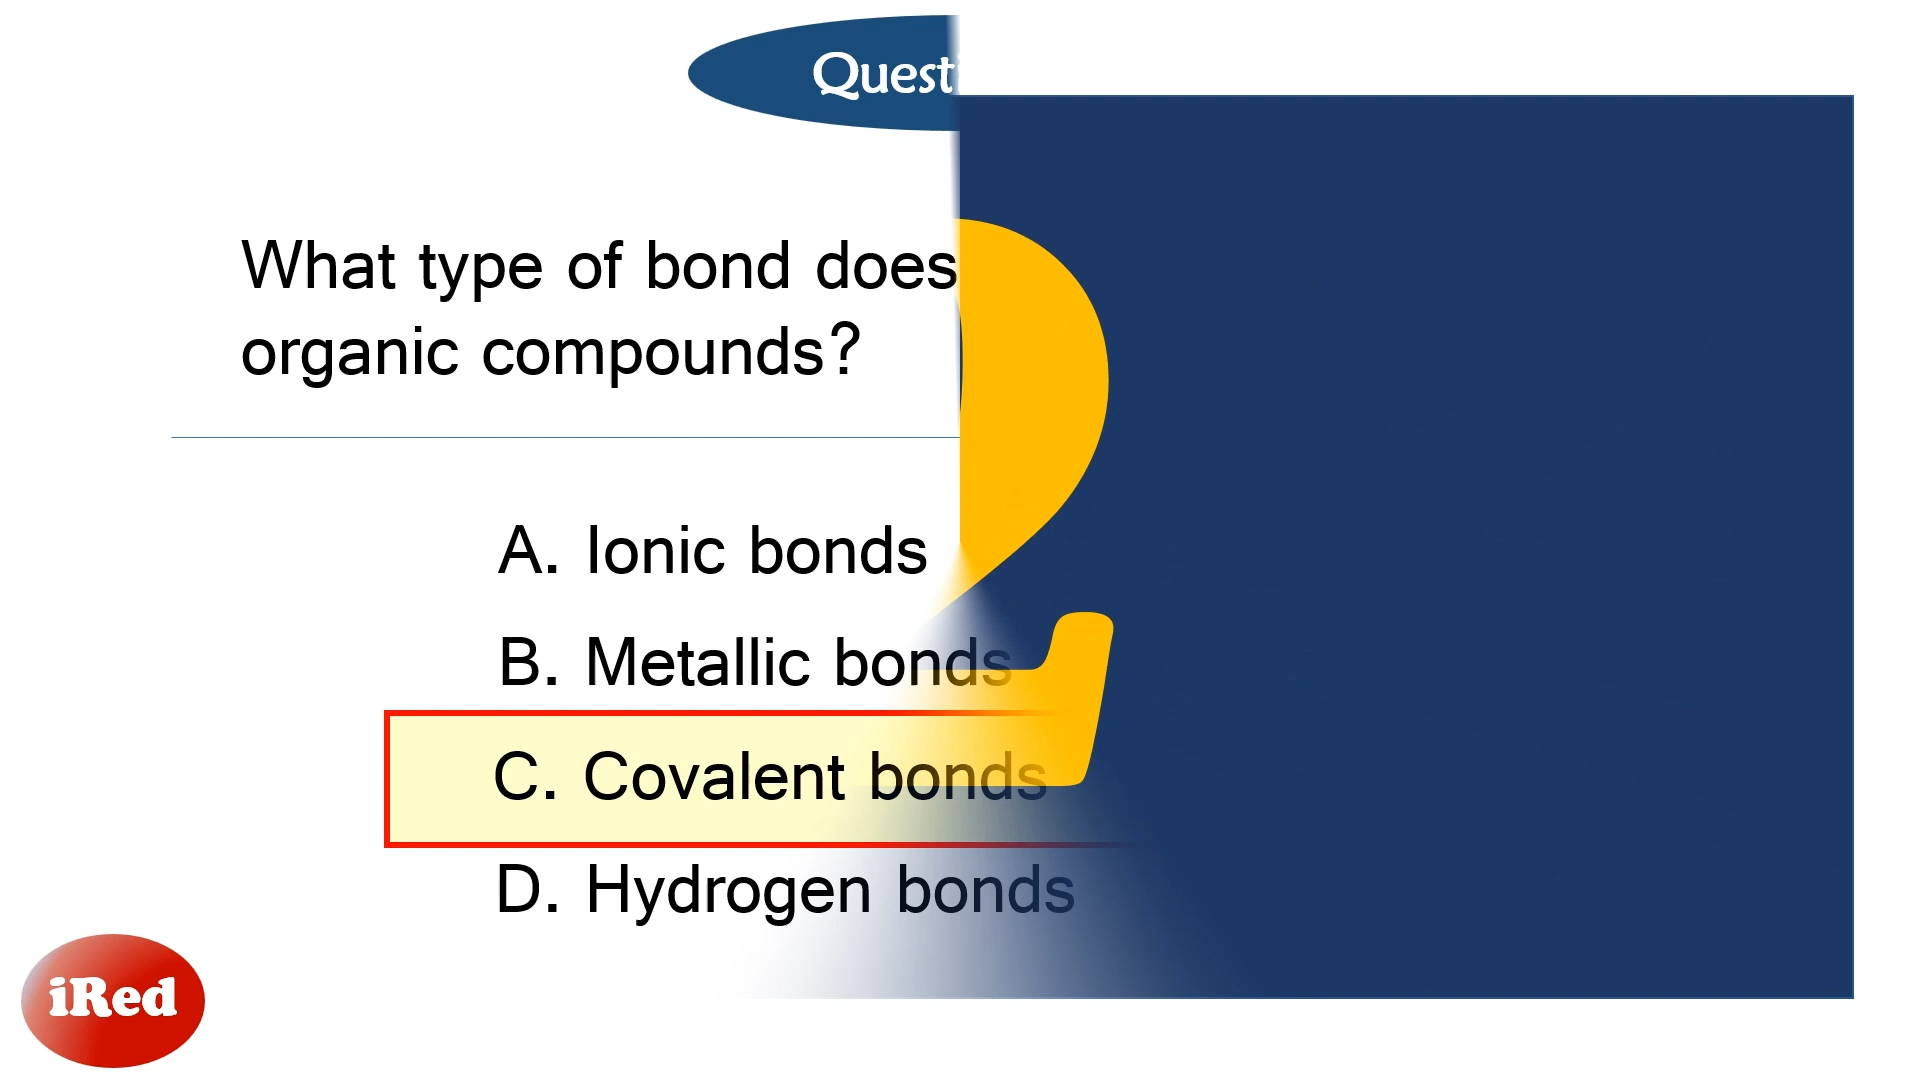 Questi
What type of bond does
organic compounds?
A. Ionic bonds
B. Metallic bonds
C. Covalent bonds
D. Hydrogen bonds
iRed